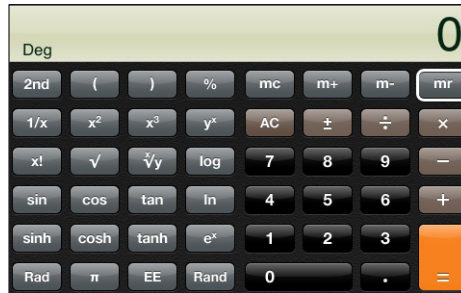 0
Deg
2nd ( ) % mc m+ m- mr
1/x x² x³ yˣ AC ± ÷ ×
x! √ ˣ√y log 7 8 9 −
sin cos tan ln 4 5 6 +
sinh cosh tanh eˣ 1 2 3 =
Rad π EE Rand 0 .